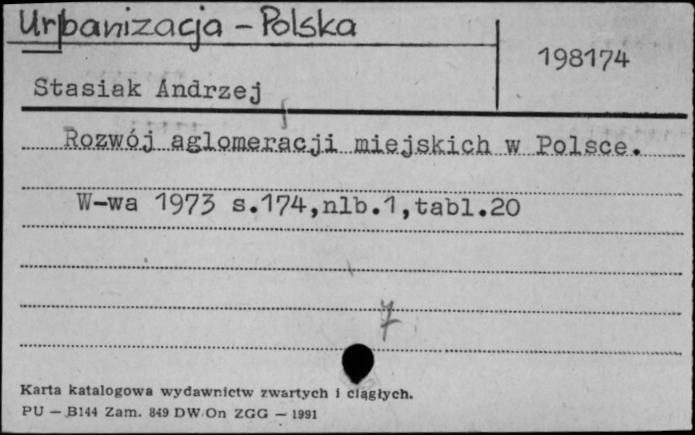 Urbanizacja - Polska
198174
Stasiak Andrzej
Rozwój aglomeracji miejskich w Polsce.
W-wa 1973 s.174,nlb.1,tabl.20
7
Karta katalogowa wydawnictw zwartych i ciągłych.
PU — B144 Zam. 849 DW On ZGG — 1991